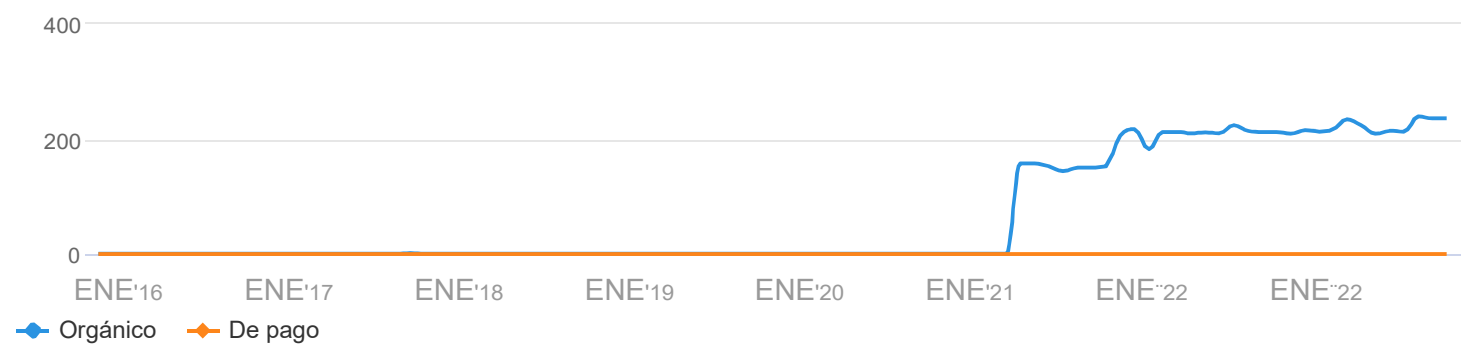 400
200
0
ENE'16 ENE'17 ENE'18 ENE'19 ENE'20 ENE'21 ENE¨22 ENE¨22
Orgánico De pago